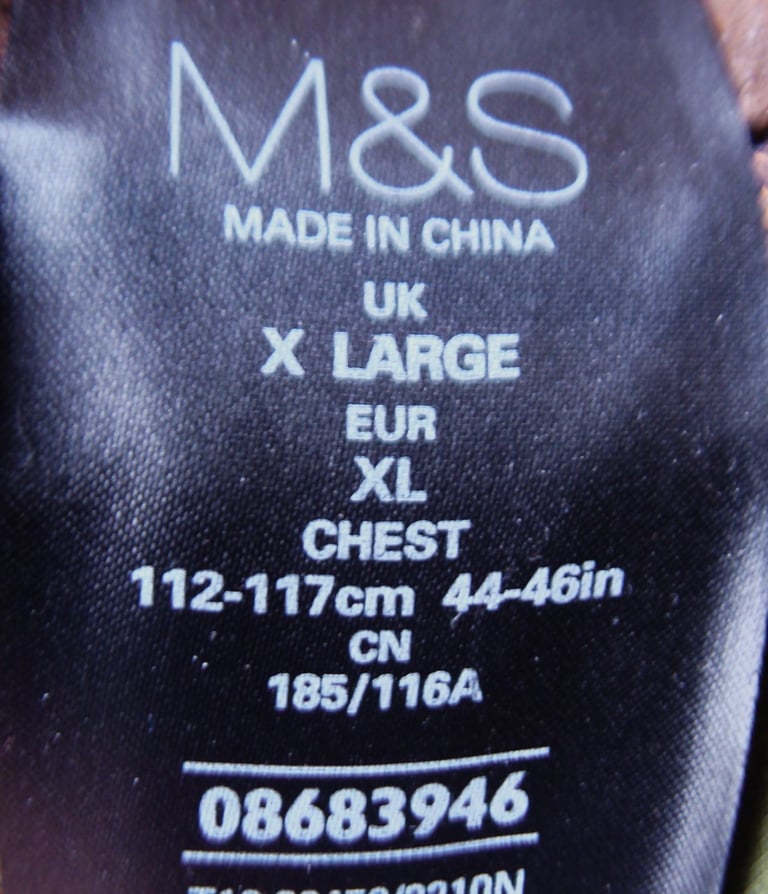 M&S
MADE IN CHINA
UK
X LARGE
EUR
XL
CHEST
112-117cm 44-46in
CN
185/116A
08683946